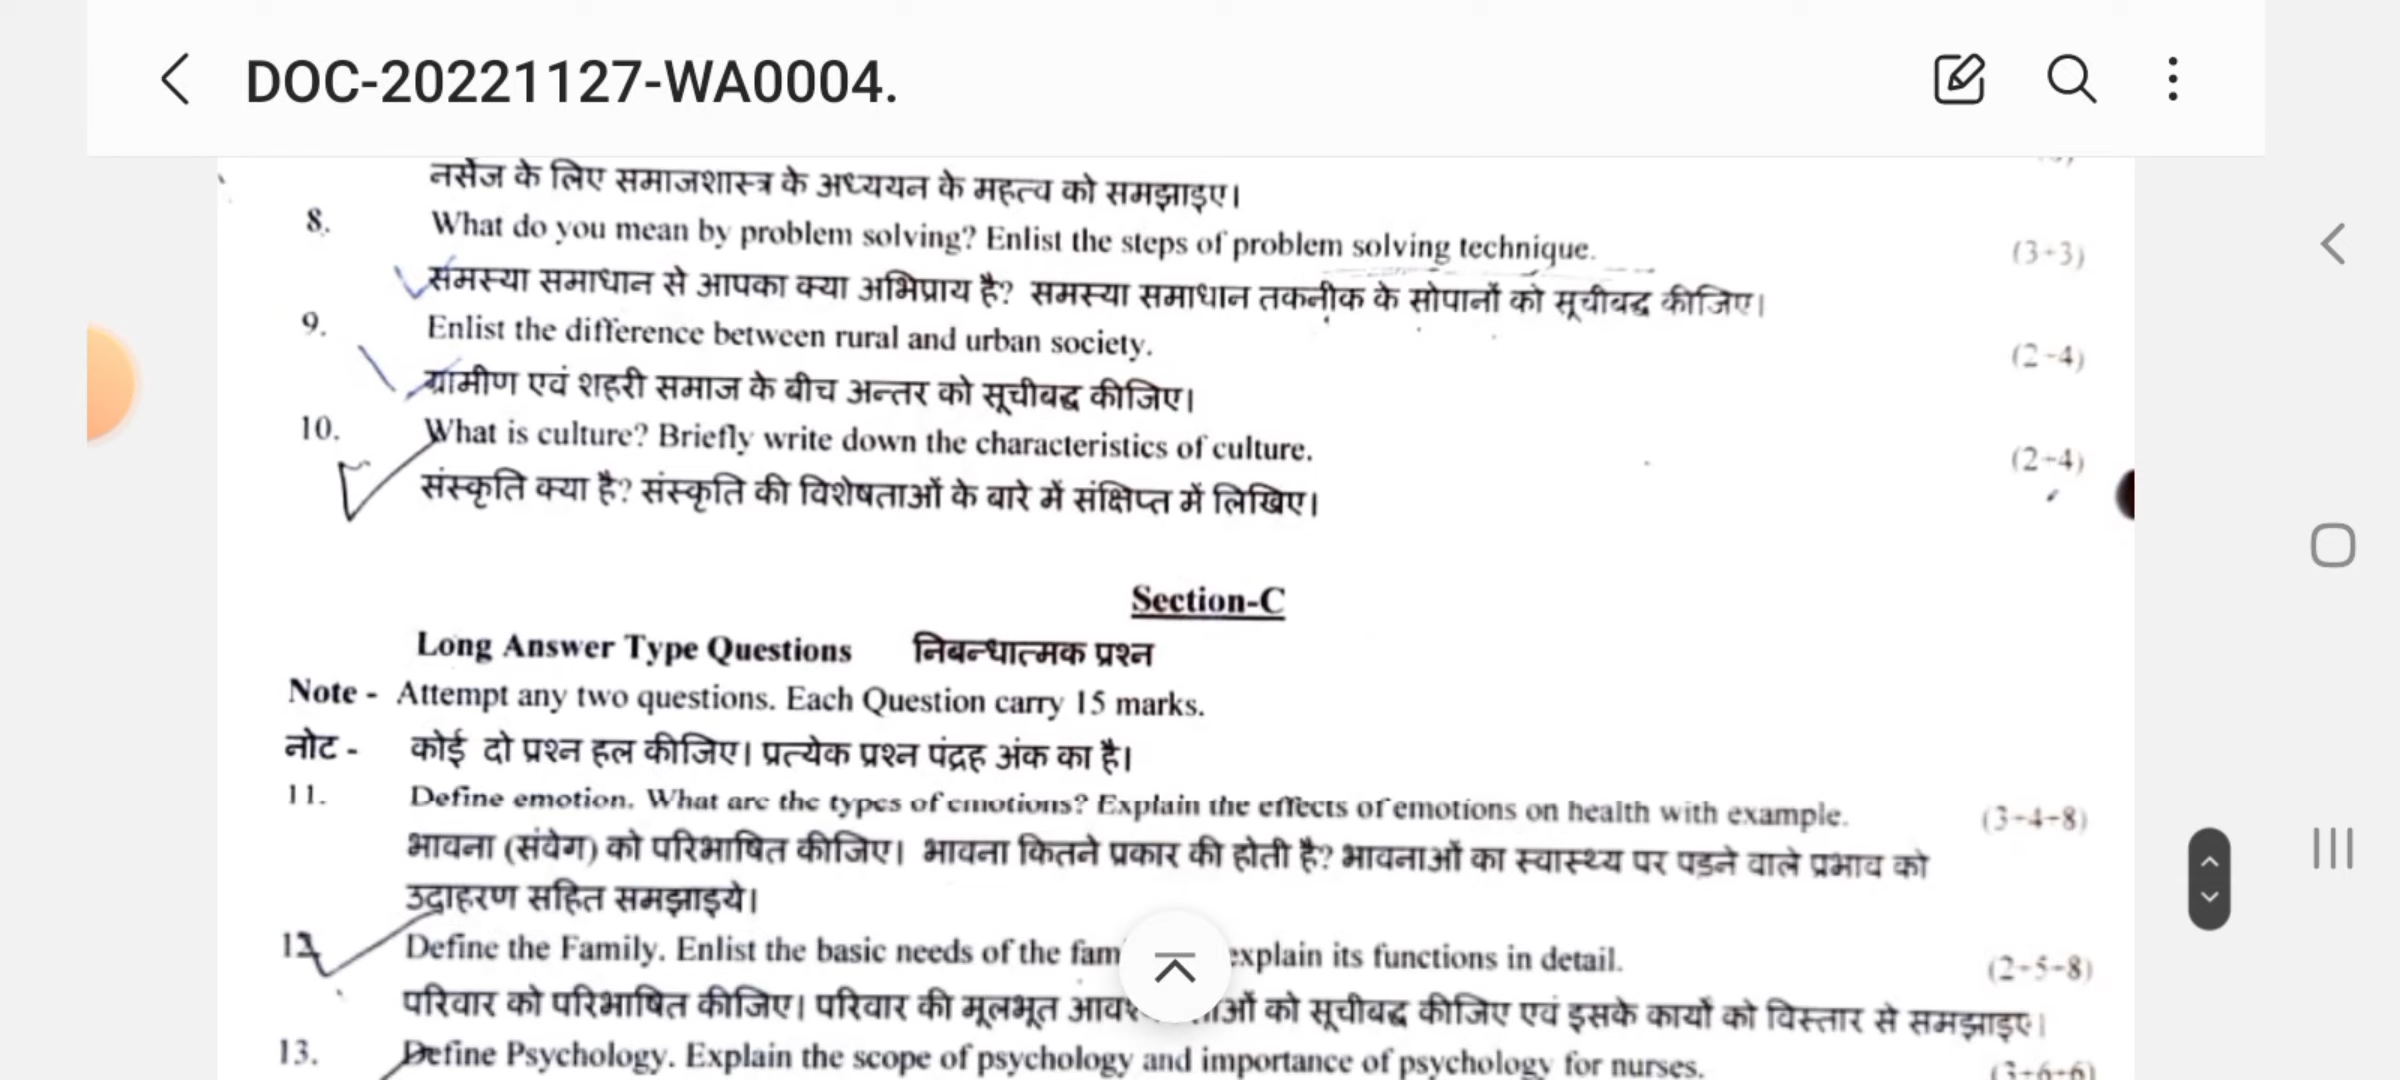 DOC-20221127-WA0004.
नर्सेज के लिए समाजशास्त्र के अध्ययन के महत्व को समझाइए।
8. What do you mean by problem solving? Enlist the steps of problem solving technique. (3+3)
समस्या समाधान से आपका क्या अभिप्राय है? समस्या समाधान तकनीक के सोपानों को सूचीबद्ध कीजिए।
9. Enlist the difference between rural and urban society. (2+4)
ग्रामीण एवं शहरी समाज के बीच अन्तर को सूचीबद्ध कीजिए।
10. What is culture? Briefly write down the characteristics of culture. (2+4)
संस्कृति क्या है? संस्कृति की विशेषताओं के बारे में संक्षिप्त में लिखिए।
Section-C
Long Answer Type Questions निबन्धात्मक प्रश्न
Note - Attempt any two questions. Each Question carry 15 marks.
नोट - कोई दो प्रश्न हल कीजिए। प्रत्येक प्रश्न पंद्रह अंक का है।
11. Define emotion. What are the types of emotions? Explain the effects of emotions on health with example. (3+4+8)
भावना (संवेग) को परिभाषित कीजिए। भावना कितने प्रकार की होती है? भावनाओं का स्वास्थ्य पर पड़ने वाले प्रभाव को
उदाहरण सहित समझाइये।
12. Define the Family. Enlist the basic needs of the explain its functions in detail. (2+5+8)
परिवार को परिभाषित कीजिए। परिवार की मूलभूत को सूचीबद्ध कीजिए एवं इसके कार्यों को विस्तार से समझाइए।
13. Define Psychology. Explain the scope of psychology and importance of psychology for nurses. (3+6+6)